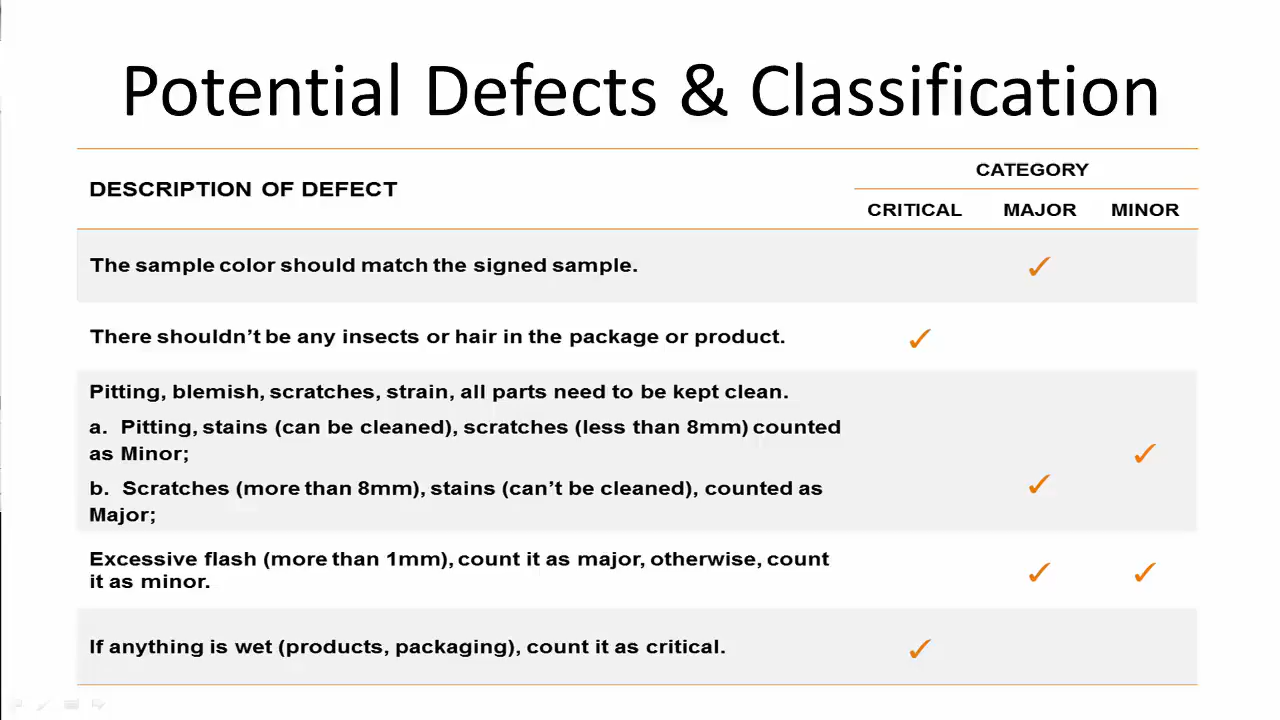 Potential Defects & Classification
DESCRIPTION OF DEFECT
CATEGORY
CRITICAL MAJOR MINOR
The sample color should match the signed sample. ✓
There shouldn’t be any insects or hair in the package or product. ✓
Pitting, blemish, scratches, strain, all parts need to be kept clean.
a. Pitting, stains (can be cleaned), scratches (less than 8mm) counted
as Minor; ✓
b. Scratches (more than 8mm), stains (can’t be cleaned), counted as ✓
Major;
Excessive flash (more than 1mm), count it as major, otherwise, count
it as minor. ✓ ✓
If anything is wet (products, packaging), count it as critical. ✓